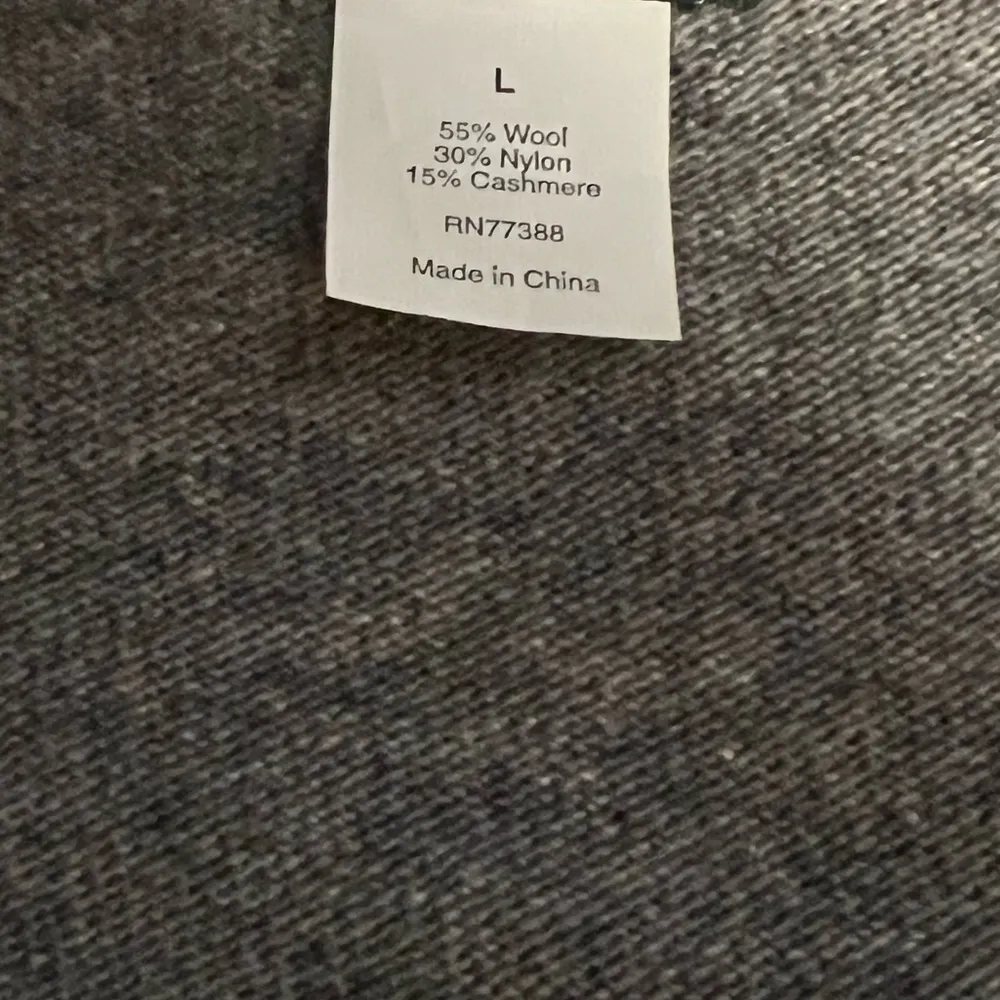 L
55% Wool
30% Nylon
15% Cashmere
RN77388
Made in China